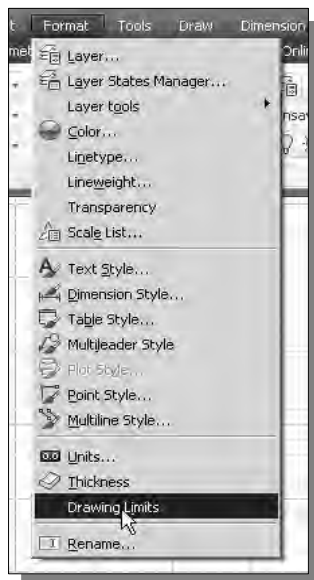 t Format Tools Draw Dimension
Layer...
Layer States Manager...
Layer tools
Color...
Linetype...
Lineweight...
Transparency
Scale List...
Text Style...
Dimension Style...
Table Style...
Multileader Style
Plot Style...
Point Style...
Multiline Style...
Units...
Thickness
Drawing Limits
Rename...